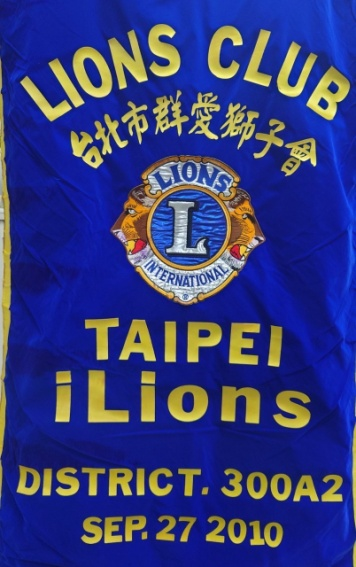 LIONS CLUB
台北市群愛獅子會
LIONS
L
INTERNATIONAL
®
TAIPEI
iLions
DISTRICT. 300A2
SEP. 27 2010